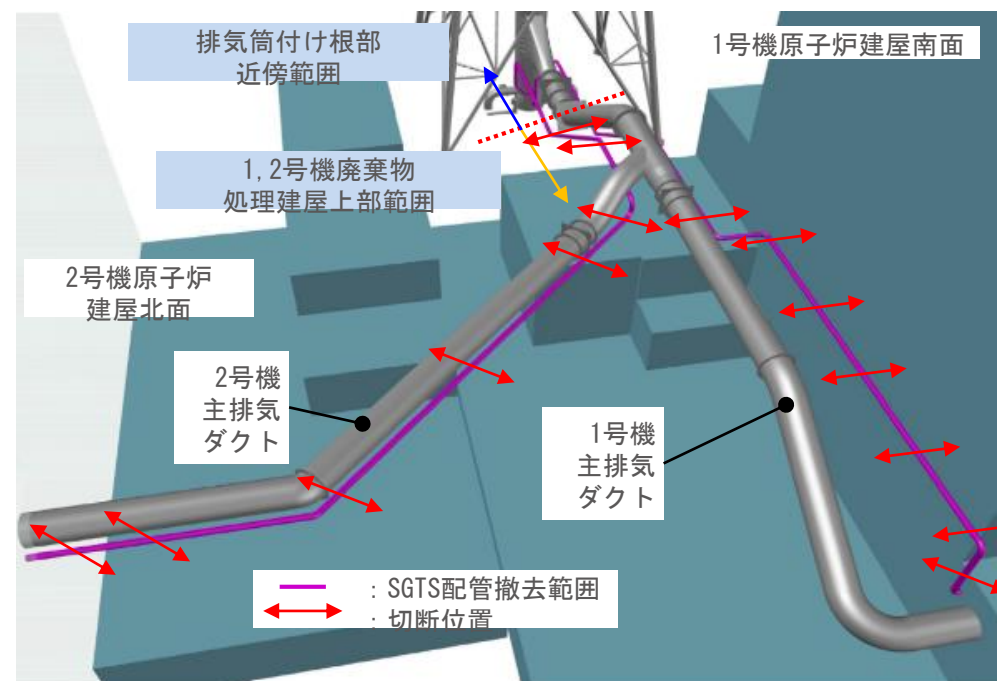 排気筒付け根部
近傍範囲
1号機原子炉建屋南面
1,2号機廃棄物
処理建屋上部範囲
2号機原子炉
建屋北面
2号機
主排気
ダクト
1号機
主排気
ダクト
：SGTS配管撤去範囲
：切断位置